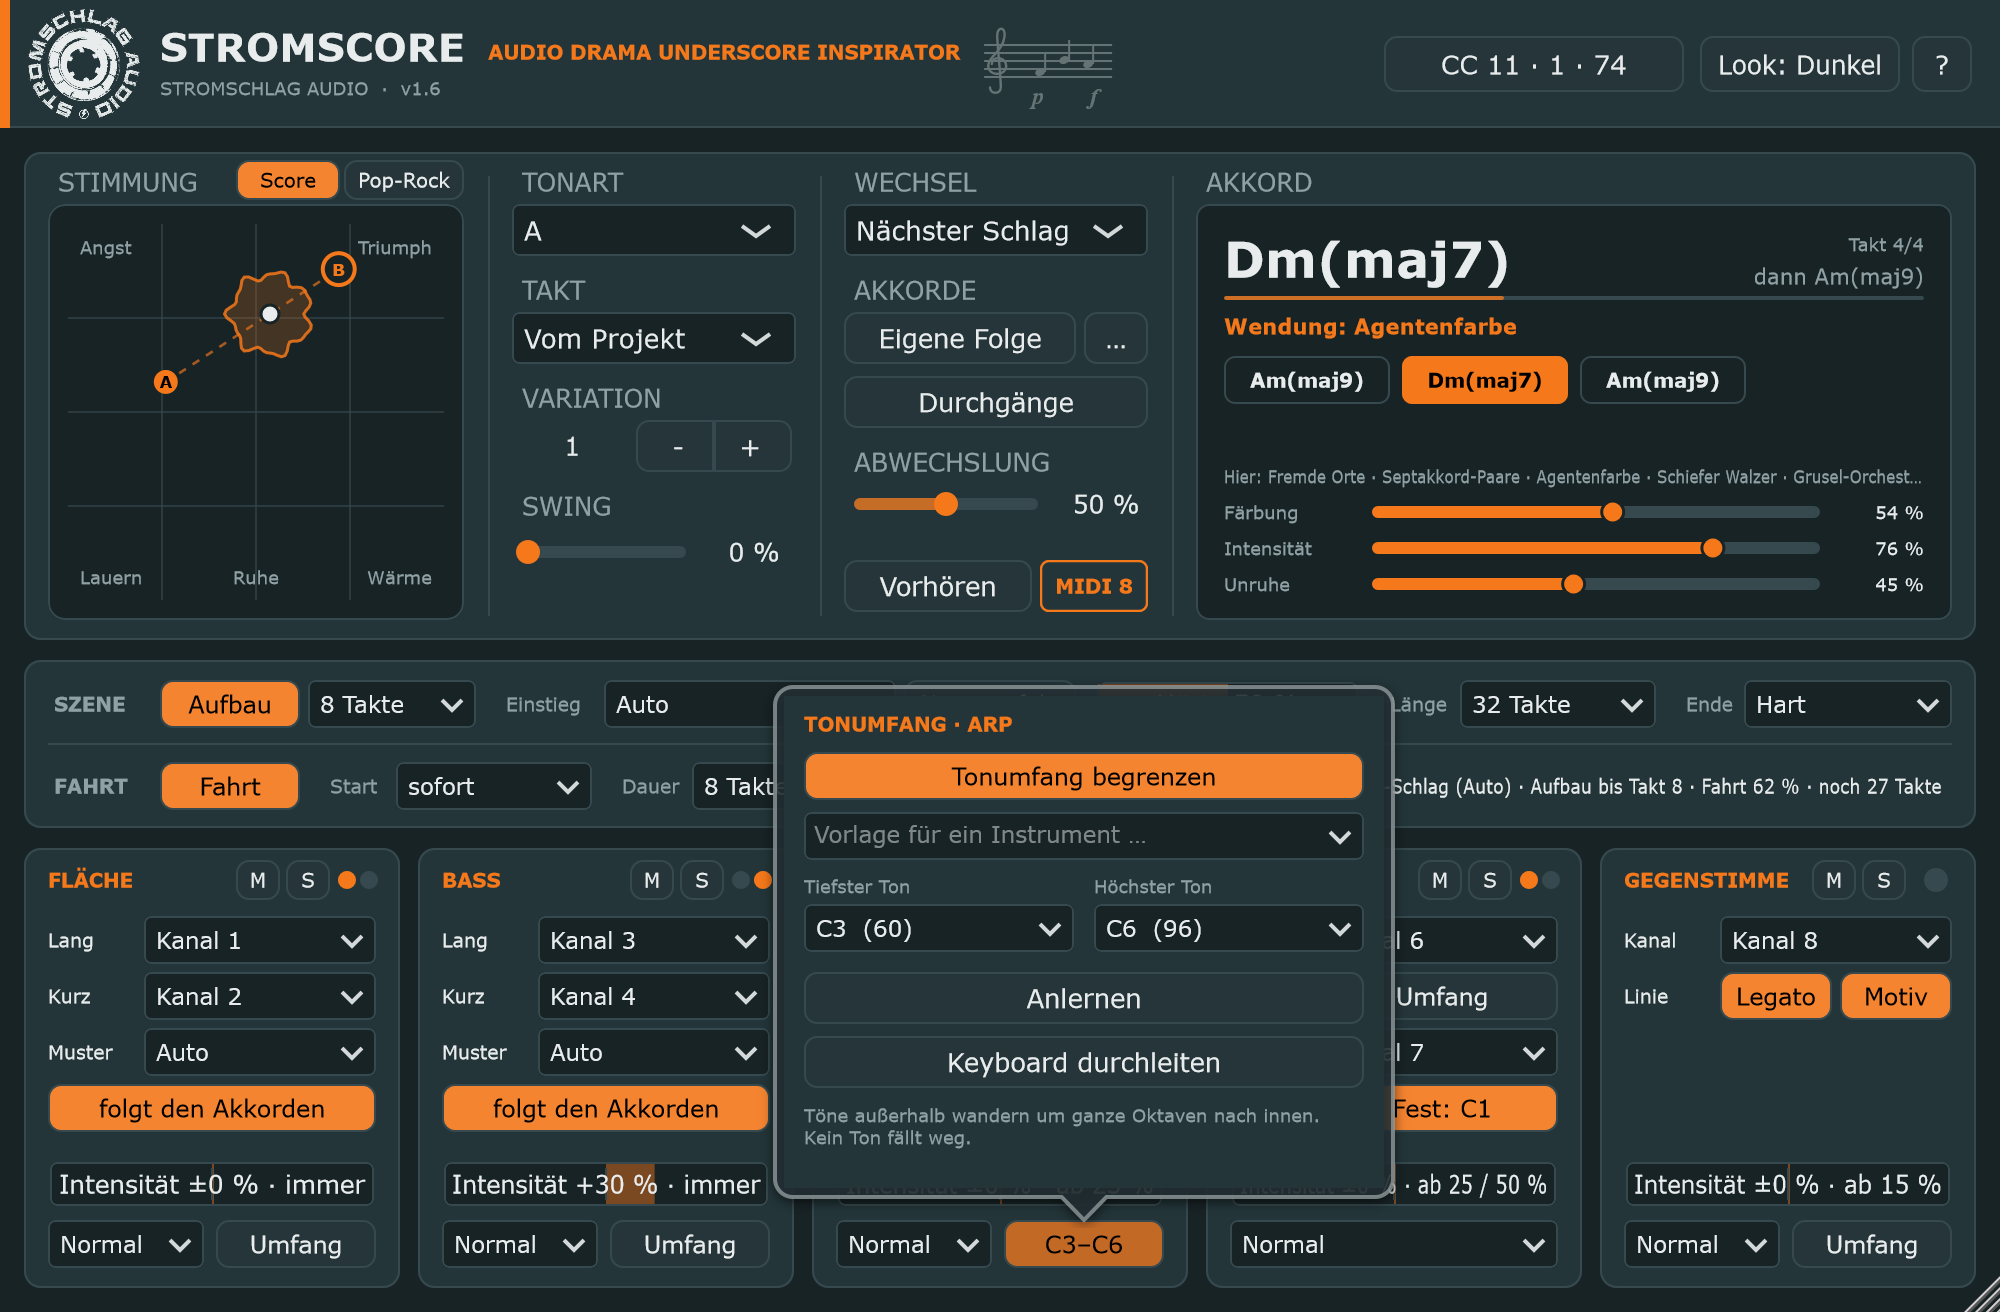 STROMSCHLAG AUDIO
STROMSCORE
AUDIO DRAMA UNDERSCORE INSPIRATOR
STROMSCHLAG AUDIO · v1.6
p f
CC 11 · 1 · 74
Look: Dunkel
?
STIMMUNG
Score
Pop-Rock
Angst
Triumph
B
A
Lauern
Ruhe
Wärme
TONART
A
TAKT
Vom Projekt
VARIATION
1
-
+
SWING
0 %
WECHSEL
Nächster Schlag
AKKORDE
Eigene Folge
...
Durchgänge
ABWECHSLUNG
50 %
Vorhören
MIDI 8
AKKORD
Dm(maj7)
Takt 4/4
dann Am(maj9)
Wendung: Agentenfarbe
Am(maj9)
Dm(maj7)
Am(maj9)
Hier: Fremde Orte · Septakkord-Paare · Agentenfarbe · Schiefer Walzer · Grusel-Orchest...
Färbung
54 %
Intensität
76 %
Unruhe
45 %
SZENE
Aufbau
8 Takte
Einstieg
Auto
Länge
32 Takte
Ende
Hart
FAHRT
Fahrt
Start
sofort
Dauer
8 Takte
Schlag (Auto) · Aufbau bis Takt 8 · Fahrt 62 % · noch 27 Takte
FLÄCHE
M
S
Lang
Kanal 1
Kurz
Kanal 2
Muster
Auto
folgt den Akkorden
Intensität ±0 % · immer
Normal
Umfang
BASS
M
S
Lang
Kanal 3
Kurz
Kanal 4
Muster
Auto
folgt den Akkorden
Intensität +30 % · immer
Normal
Umfang
TONUMFANG · ARP
Tonumfang begrenzen
Vorlage für ein Instrument ...
Tiefster Ton
Höchster Ton
C3 (60)
C6 (96)
Anlernen
Keyboard durchleiten
Töne außerhalb wandern um ganze Oktaven nach innen.
Kein Ton fällt weg.
Normal
C3–C6
M
S
l 6
Umfang
l 7
Fest: C1
· ab 25 / 50 %
Normal
GEGENSTIMME
M
S
Kanal
Kanal 8
Linie
Legato
Motiv
Intensität ±0 % · ab 15 %
Normal
Umfang